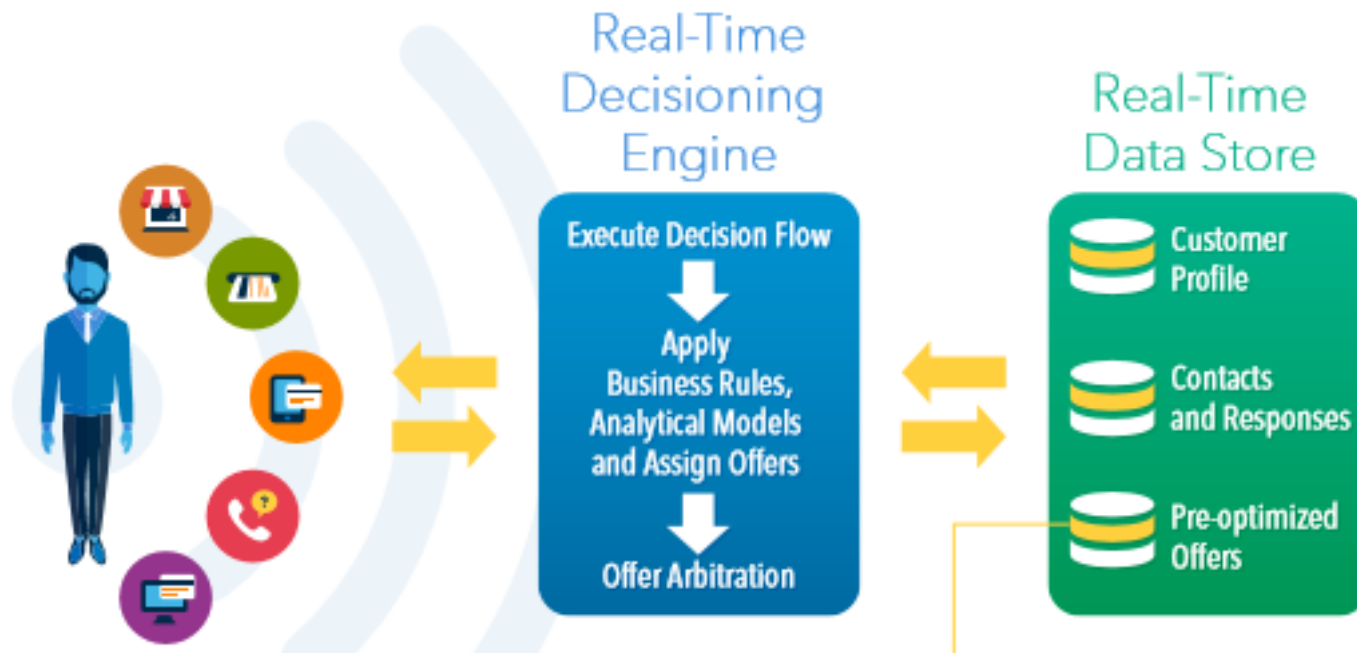 Real-Time
Decisioning
Engine
Execute Decision Flow
Apply
Business Rules,
Analytical Models
and Assign Offers
Offer Arbitration
Real-Time
Data Store
Customer
Profile
Contacts
and Responses
Pre-optimized
Offers
?